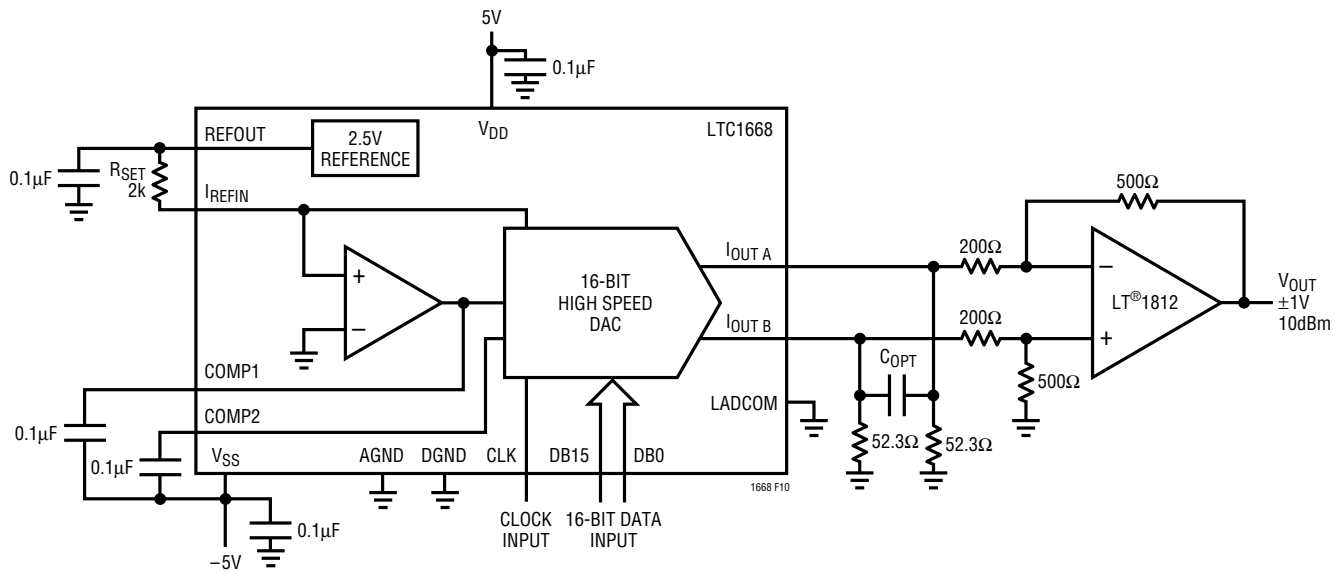 5V
0.1µF
REFOUT
2.5V
REFERENCE
VDD
LTC1668
0.1µF
RSET
2k
IREFIN
+
−
16-BIT
HIGH SPEED
DAC
IOUT A
IOUT B
200Ω
200Ω
500Ω
−
+
LT®1812
VOUT
±1V
10dBm
COPT
500Ω
52.3Ω
52.3Ω
COMP1
COMP2
LADCOM
0.1µF
0.1µF
VSS
AGND
DGND
CLK
DB15
DB0
1668 F10
0.1µF
−5V
CLOCK
INPUT
16-BIT DATA
INPUT